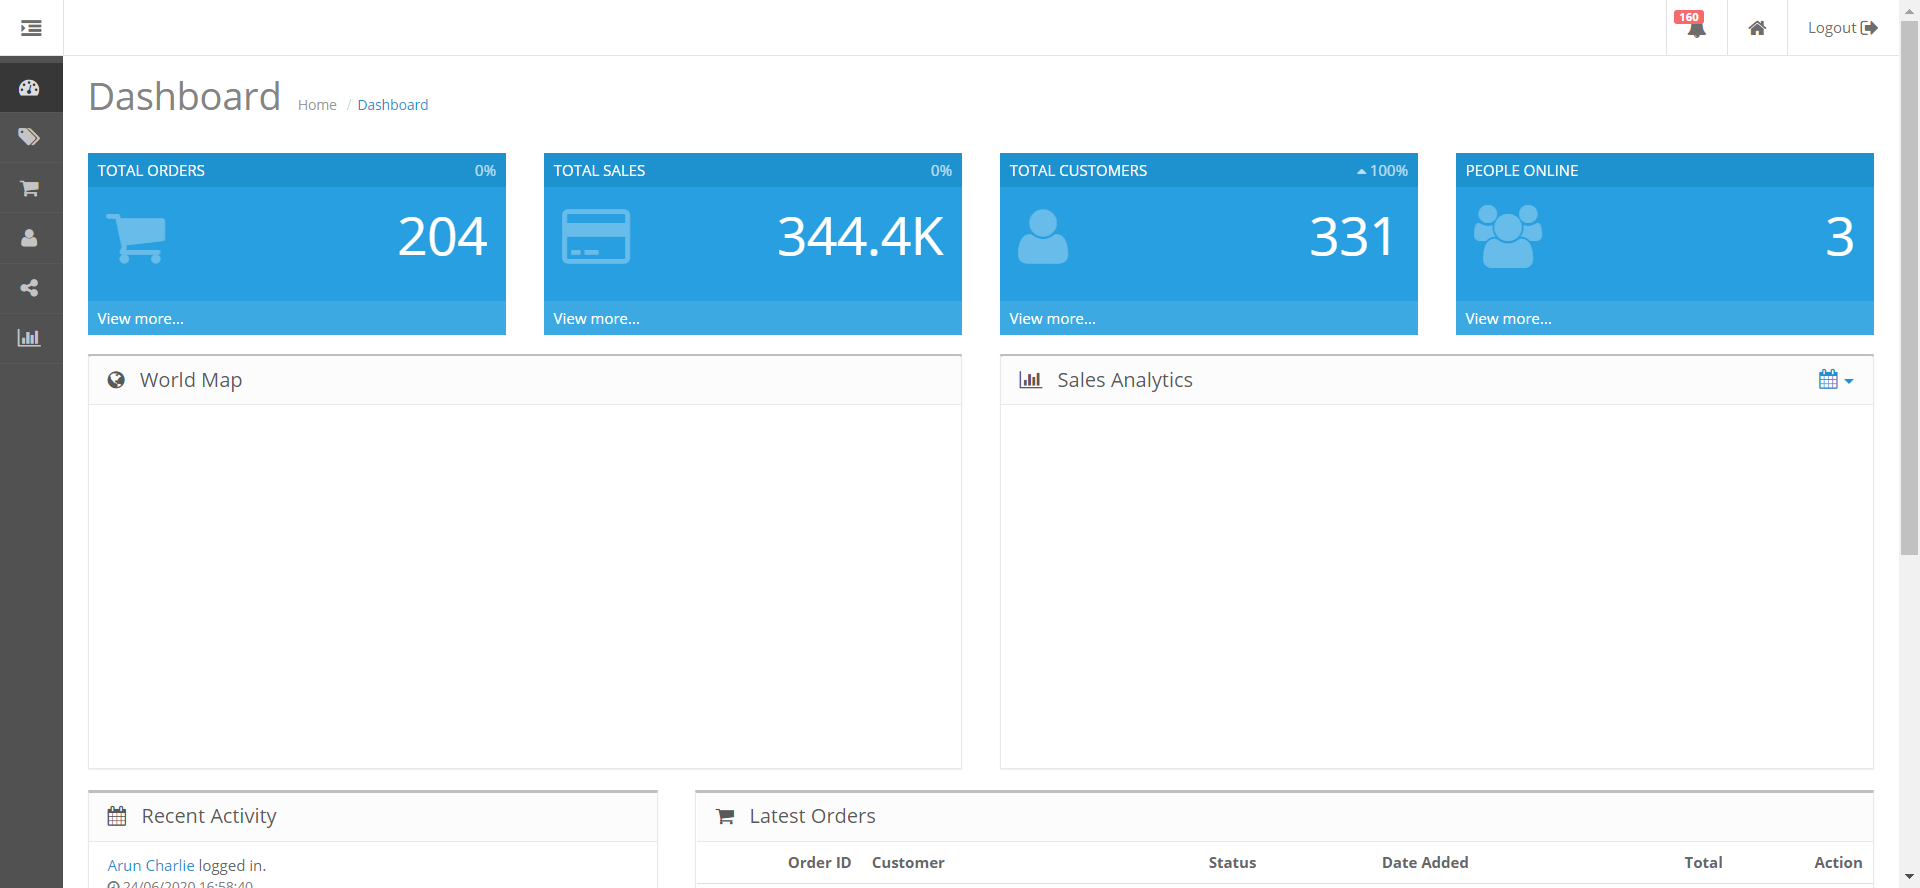 160
Logout
Dashboard Home / Dashboard
TOTAL ORDERS 0%
204
View more...
TOTAL SALES 0%
344.4K
View more...
TOTAL CUSTOMERS 100%
331
View more...
PEOPLE ONLINE
3
View more...
World Map
Sales Analytics
Recent Activity
Arun Charlie logged in.
24/06/2020 16:58:40
Latest Orders
Order ID Customer Status Date Added Total Action